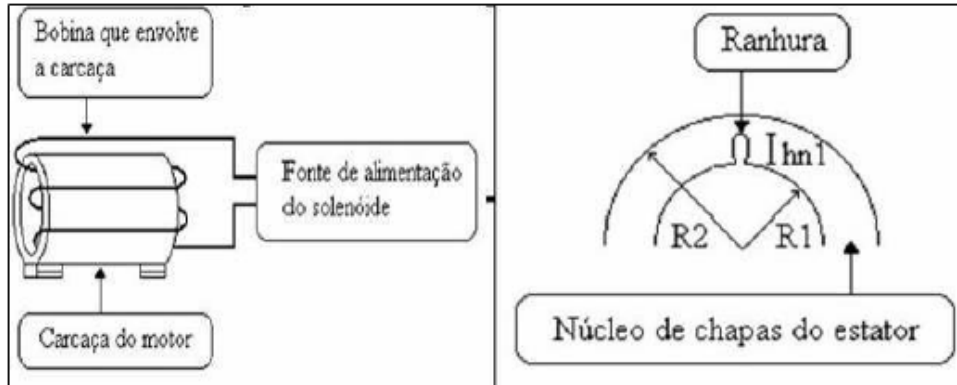 Bobina que envolve
a carcaça
Fonte de alimentação
do solenóide
Carcaça do motor
Ranhura
hn1
R2
R1
Núcleo de chapas do estator